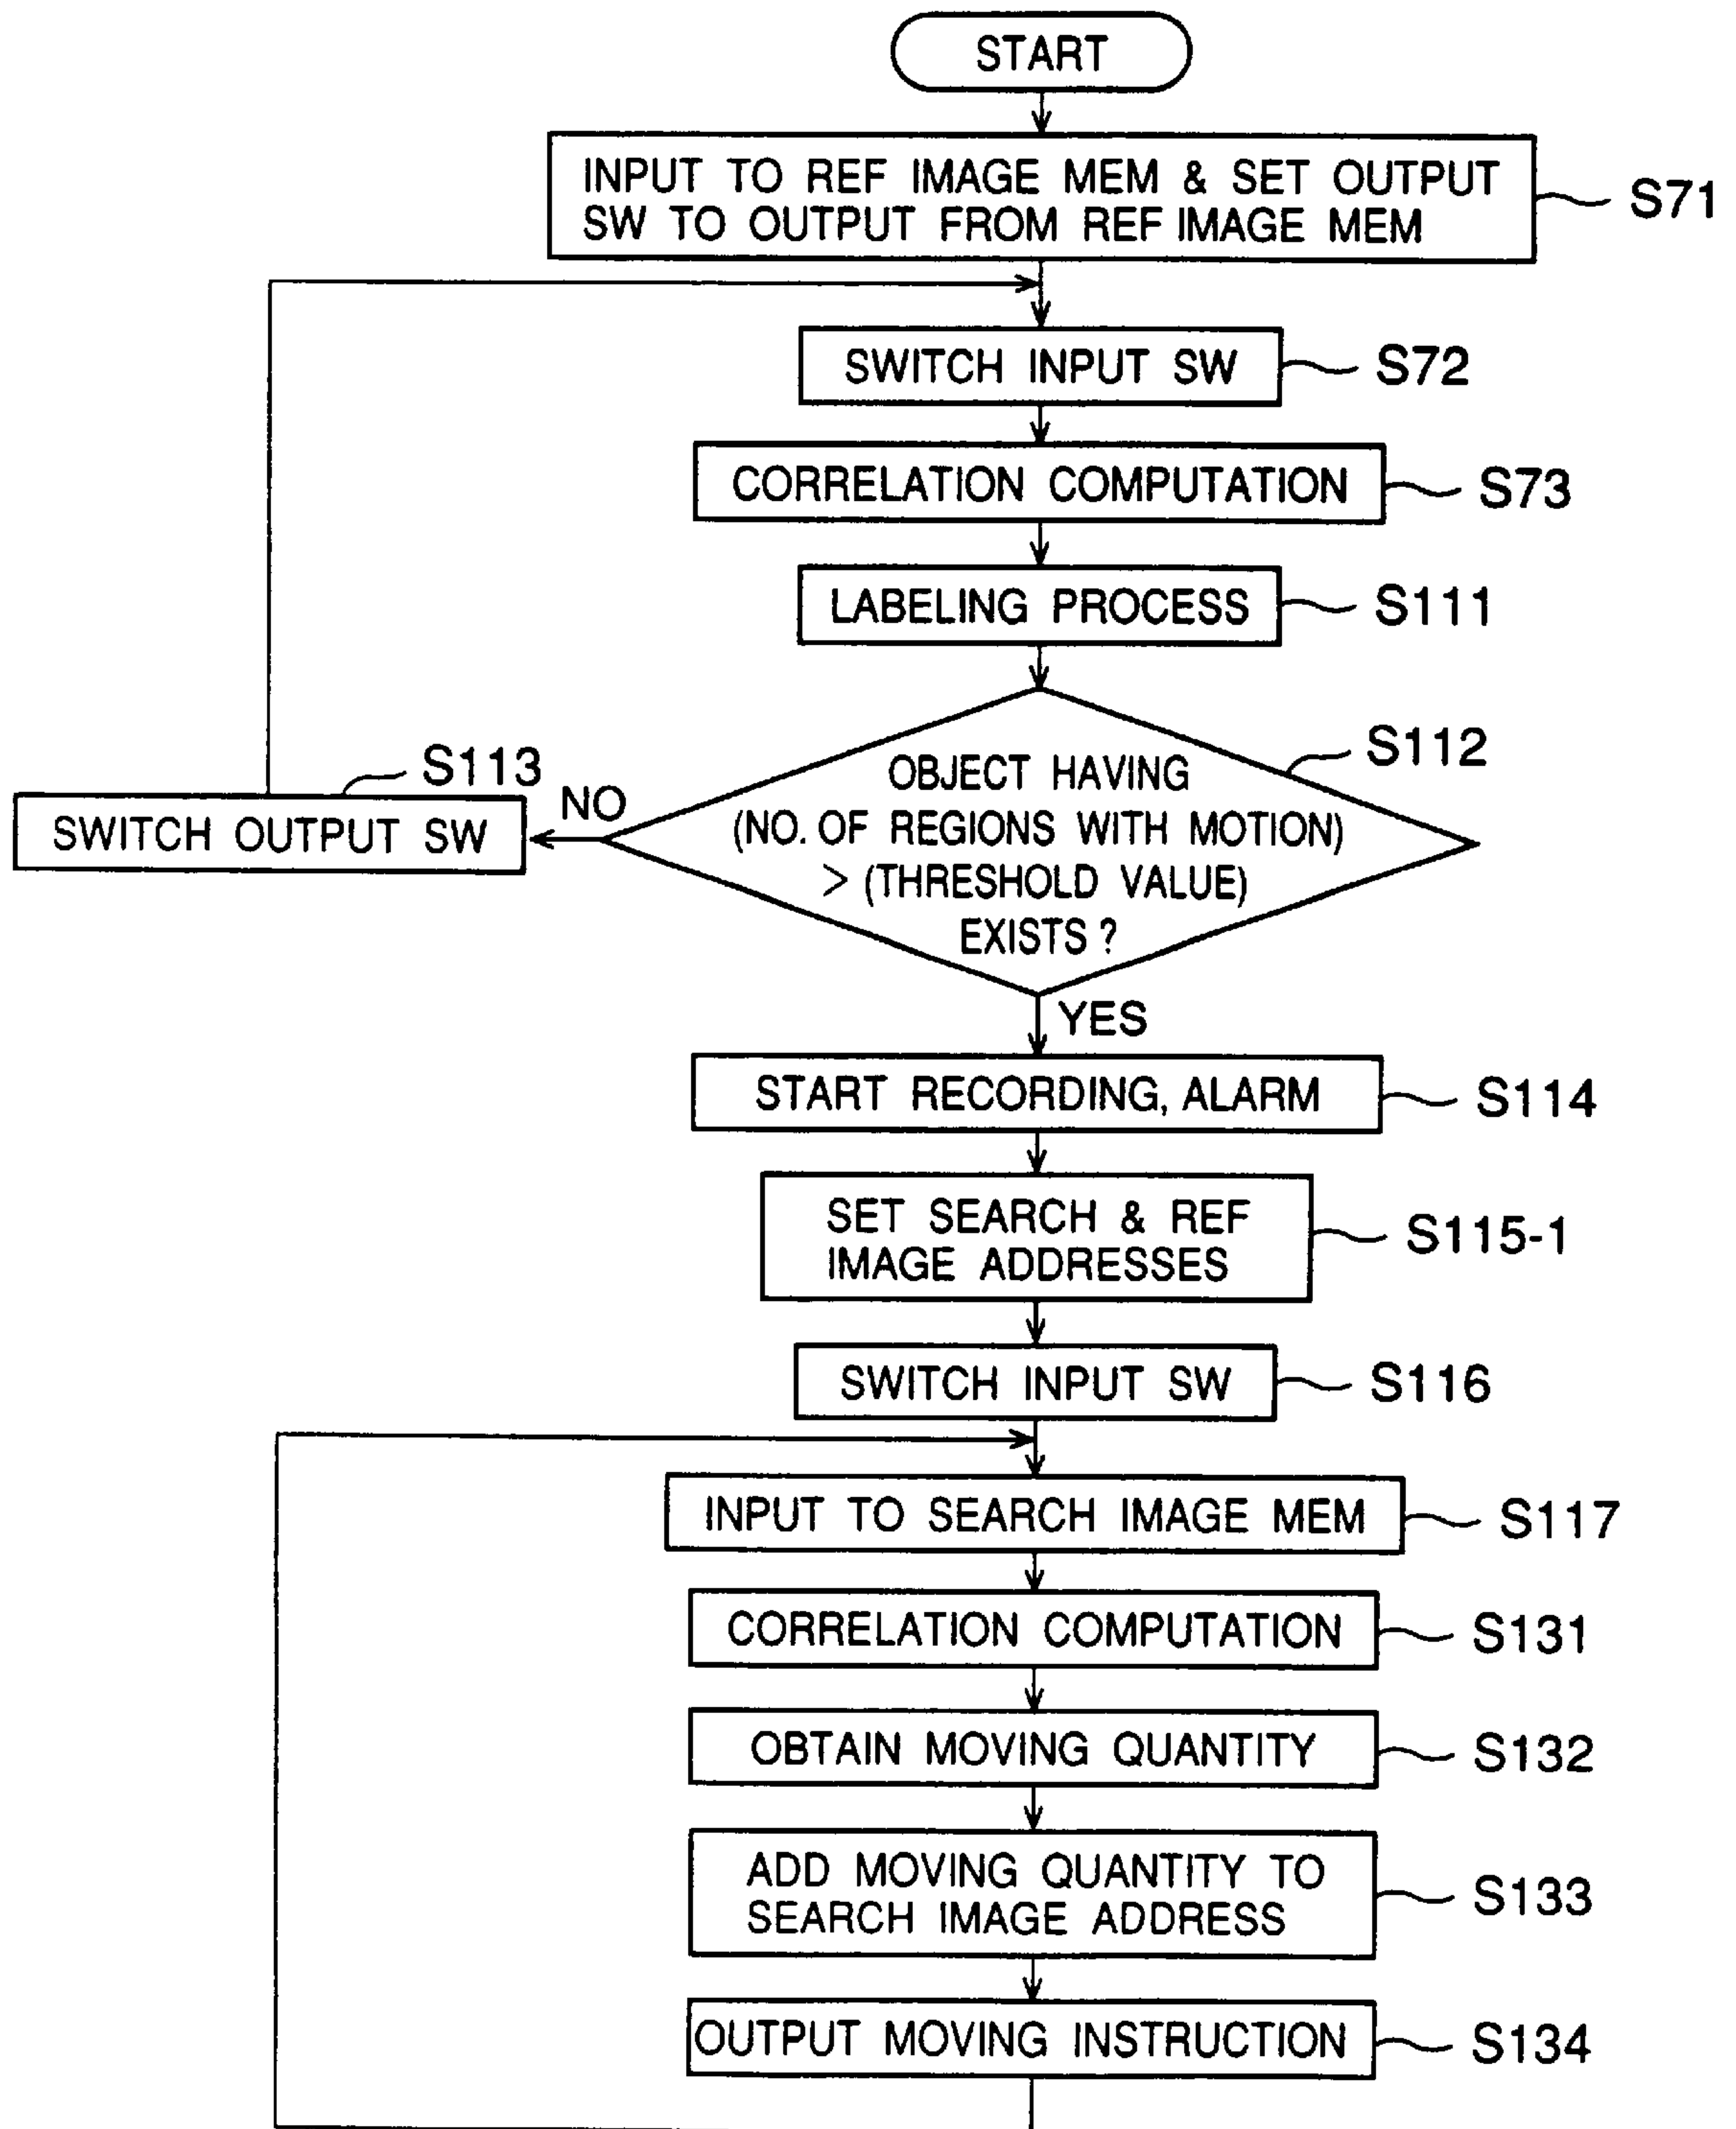 START
INPUT TO REF IMAGE MEM & SET OUTPUT
SW TO OUTPUT FROM REF IMAGE MEM
S71
SWITCH INPUT SW
S72
CORRELATION COMPUTATION
S73
LABELING PROCESS
S111
S112
OBJECT HAVING
(NO. OF REGIONS WITH MOTION)
> (THRESHOLD VALUE)
EXISTS ?
NO
S113
SWITCH OUTPUT SW
YES
START RECORDING, ALARM
S114
SET SEARCH & REF
IMAGE ADDRESSES
S115-1
SWITCH INPUT SW
S116
INPUT TO SEARCH IMAGE MEM
S117
CORRELATION COMPUTATION
S131
OBTAIN MOVING QUANTITY
S132
ADD MOVING QUANTITY TO
SEARCH IMAGE ADDRESS
S133
OUTPUT MOVING INSTRUCTION
S134